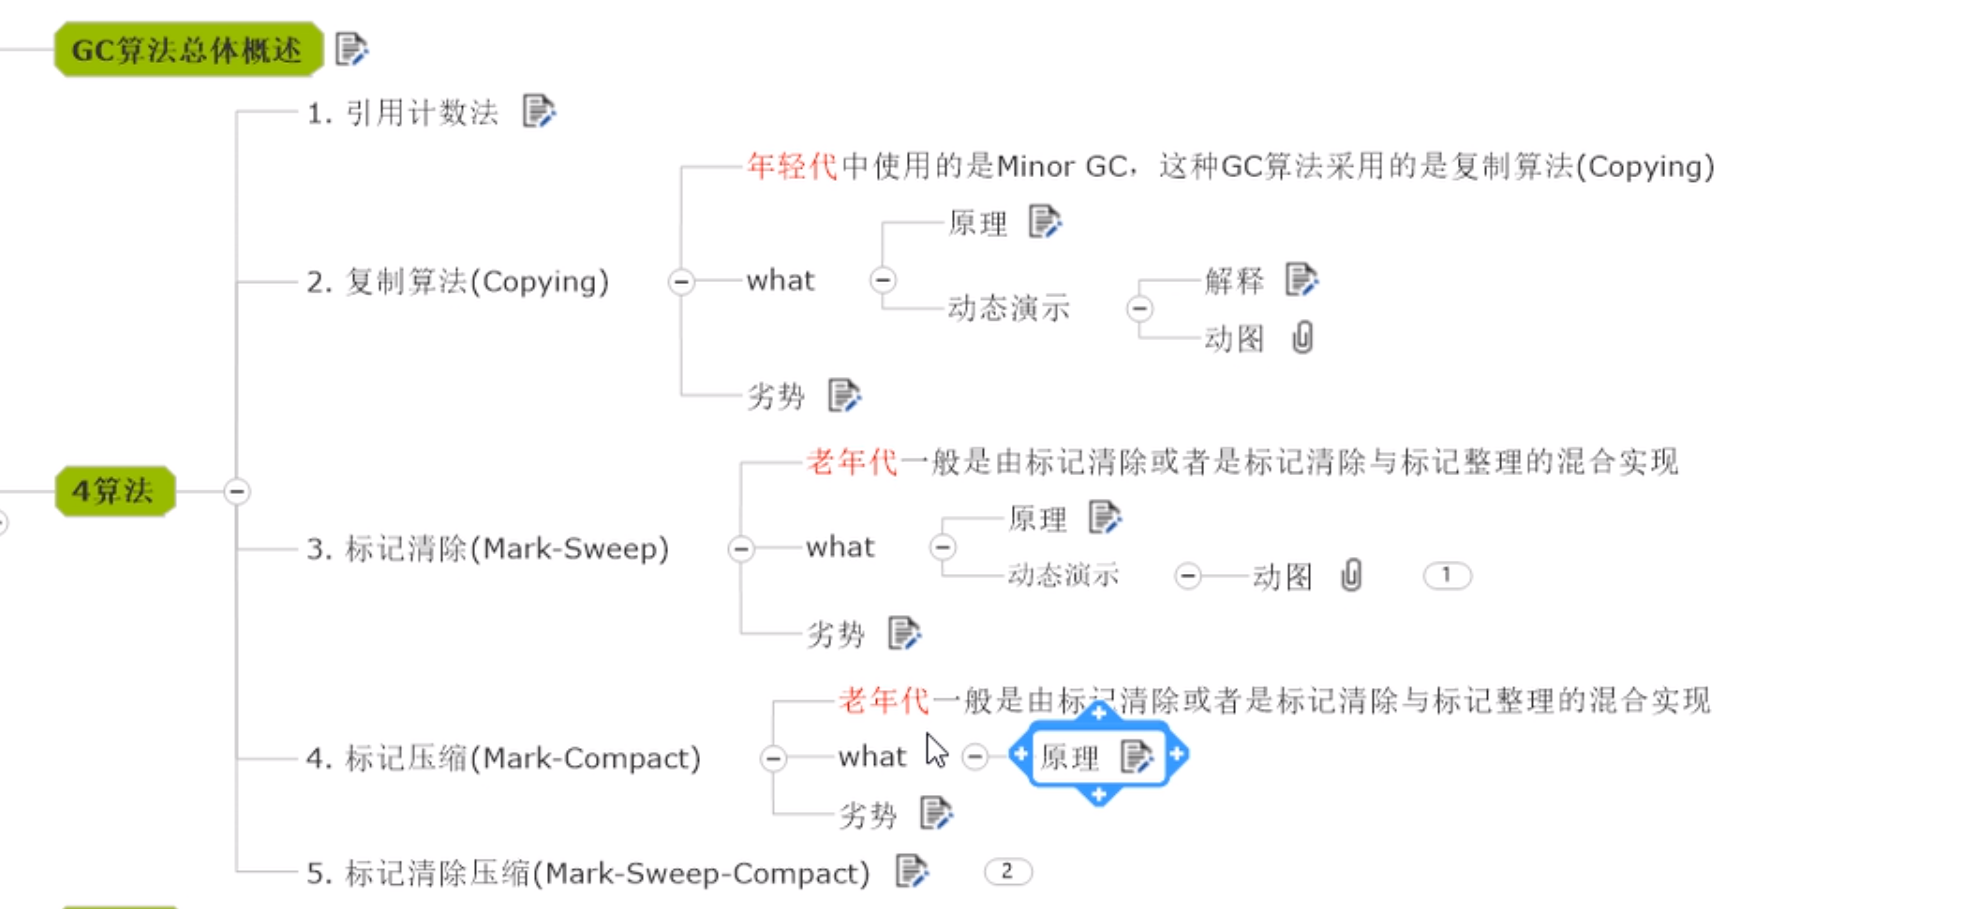 GC算法总体概述
1. 引用计数法
年轻代中使用的是Minor GC，这种GC算法采用的是复制算法(Copying)
原理
2. 复制算法(Copying)
what
解释
动态演示
动图
劣势
老年代一般是由标记清除或者是标记清除与标记整理的混合实现
4算法
原理
3. 标记清除(Mark-Sweep)
what
动态演示
动图
1
劣势
老年代一般是由标记清除或者是标记清除与标记整理的混合实现
4. 标记压缩(Mark-Compact)
what
原理
劣势
5. 标记清除压缩(Mark-Sweep-Compact)
2